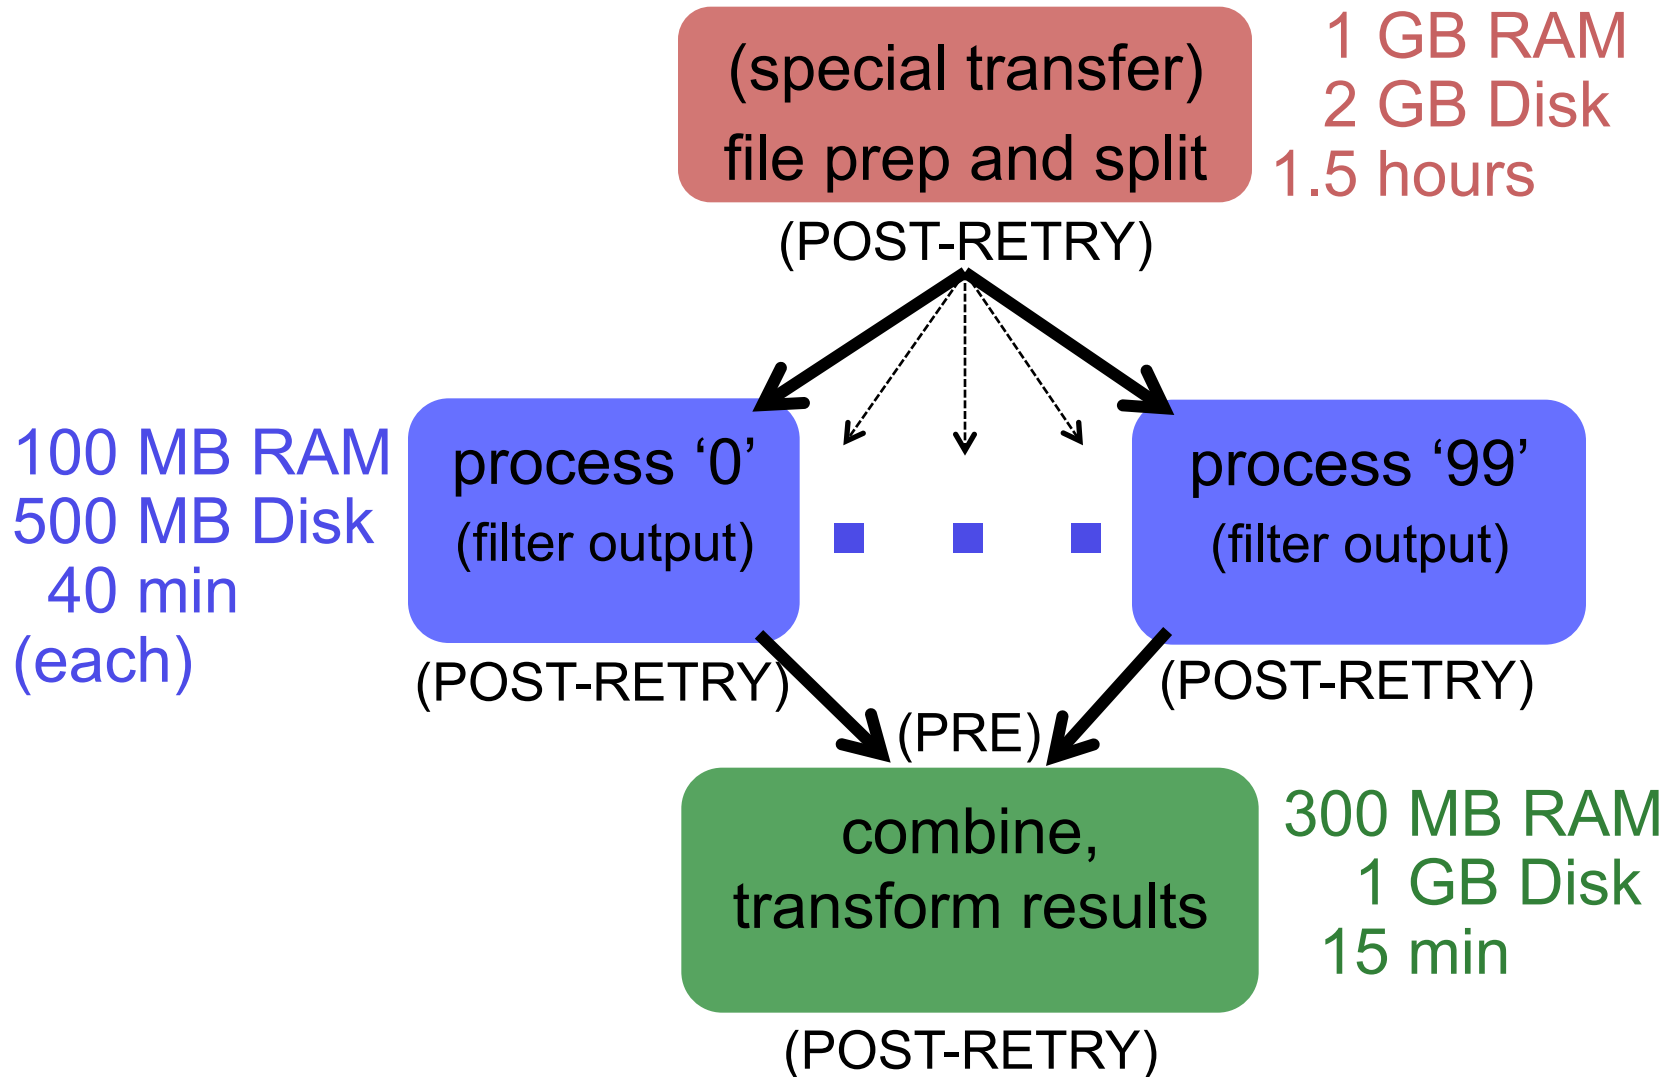 (special transfer)
file prep and split
1 GB RAM
2 GB Disk
1.5 hours
(POST-RETRY)
100 MB RAM
500 MB Disk
40 min
(each)
process ‘0’
(filter output)
process ‘99’
(filter output)
(POST-RETRY)
(POST-RETRY)
(PRE)
combine,
transform results
300 MB RAM
1 GB Disk
15 min
(POST-RETRY)